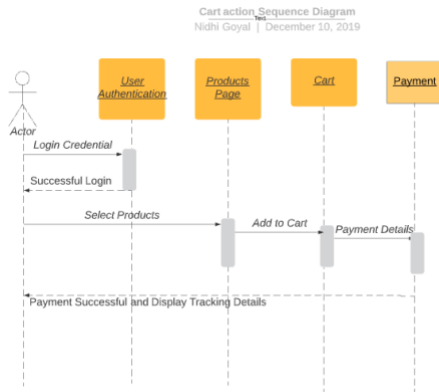 Cart action Sequence Diagram
Text
Nidhi Goyal | December 10, 2019
User
Authentication
Products
Page
Cart
Payment
Actor
Login Credential
Successful Login
Select Products
Add to Cart
Payment Details
Payment Successful and Display Tracking Details